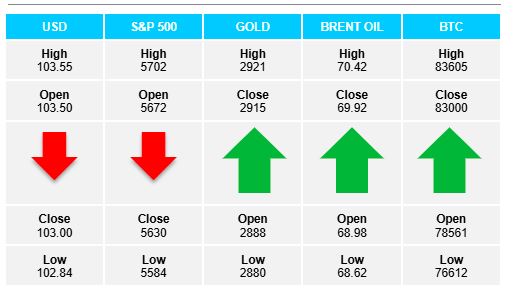 USD S&P 500 GOLD BRENT OIL BTC
High High High High High
103.55 5702 2921 70.42 83605
Open Open Close Close Close
103.50 5672 2915 69.92 83000
Close Close Open Open Open
103.00 5630 2888 68.98 78561
Low Low Low Low Low
102.84 5584 2880 68.62 76612